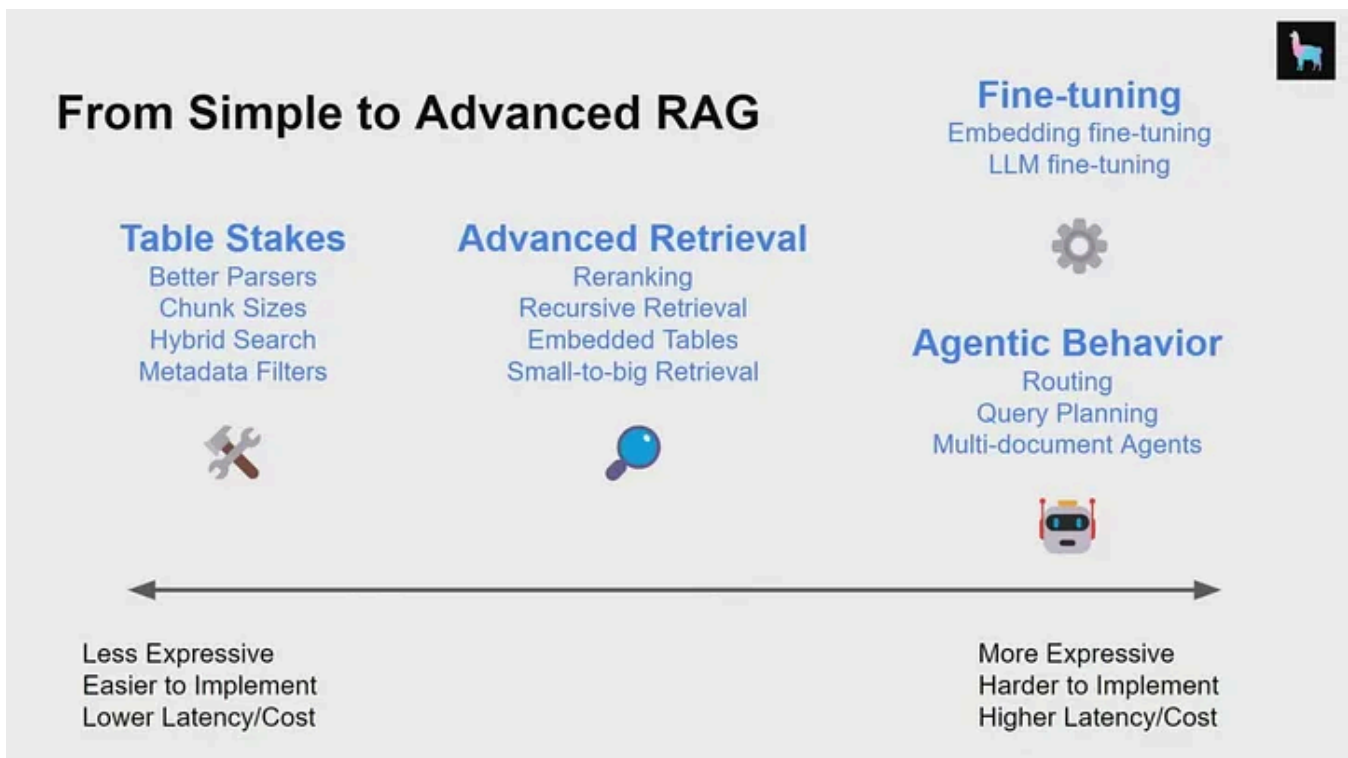 From Simple to Advanced RAG
Table Stakes
Better Parsers
Chunk Sizes
Hybrid Search
Metadata Filters
Advanced Retrieval
Reranking
Recursive Retrieval
Embedded Tables
Small-to-big Retrieval
Fine-tuning
Embedding fine-tuning
LLM fine-tuning
Agentic Behavior
Routing
Query Planning
Multi-document Agents
Less Expressive
Easier to Implement
Lower Latency/Cost
More Expressive
Harder to Implement
Higher Latency/Cost